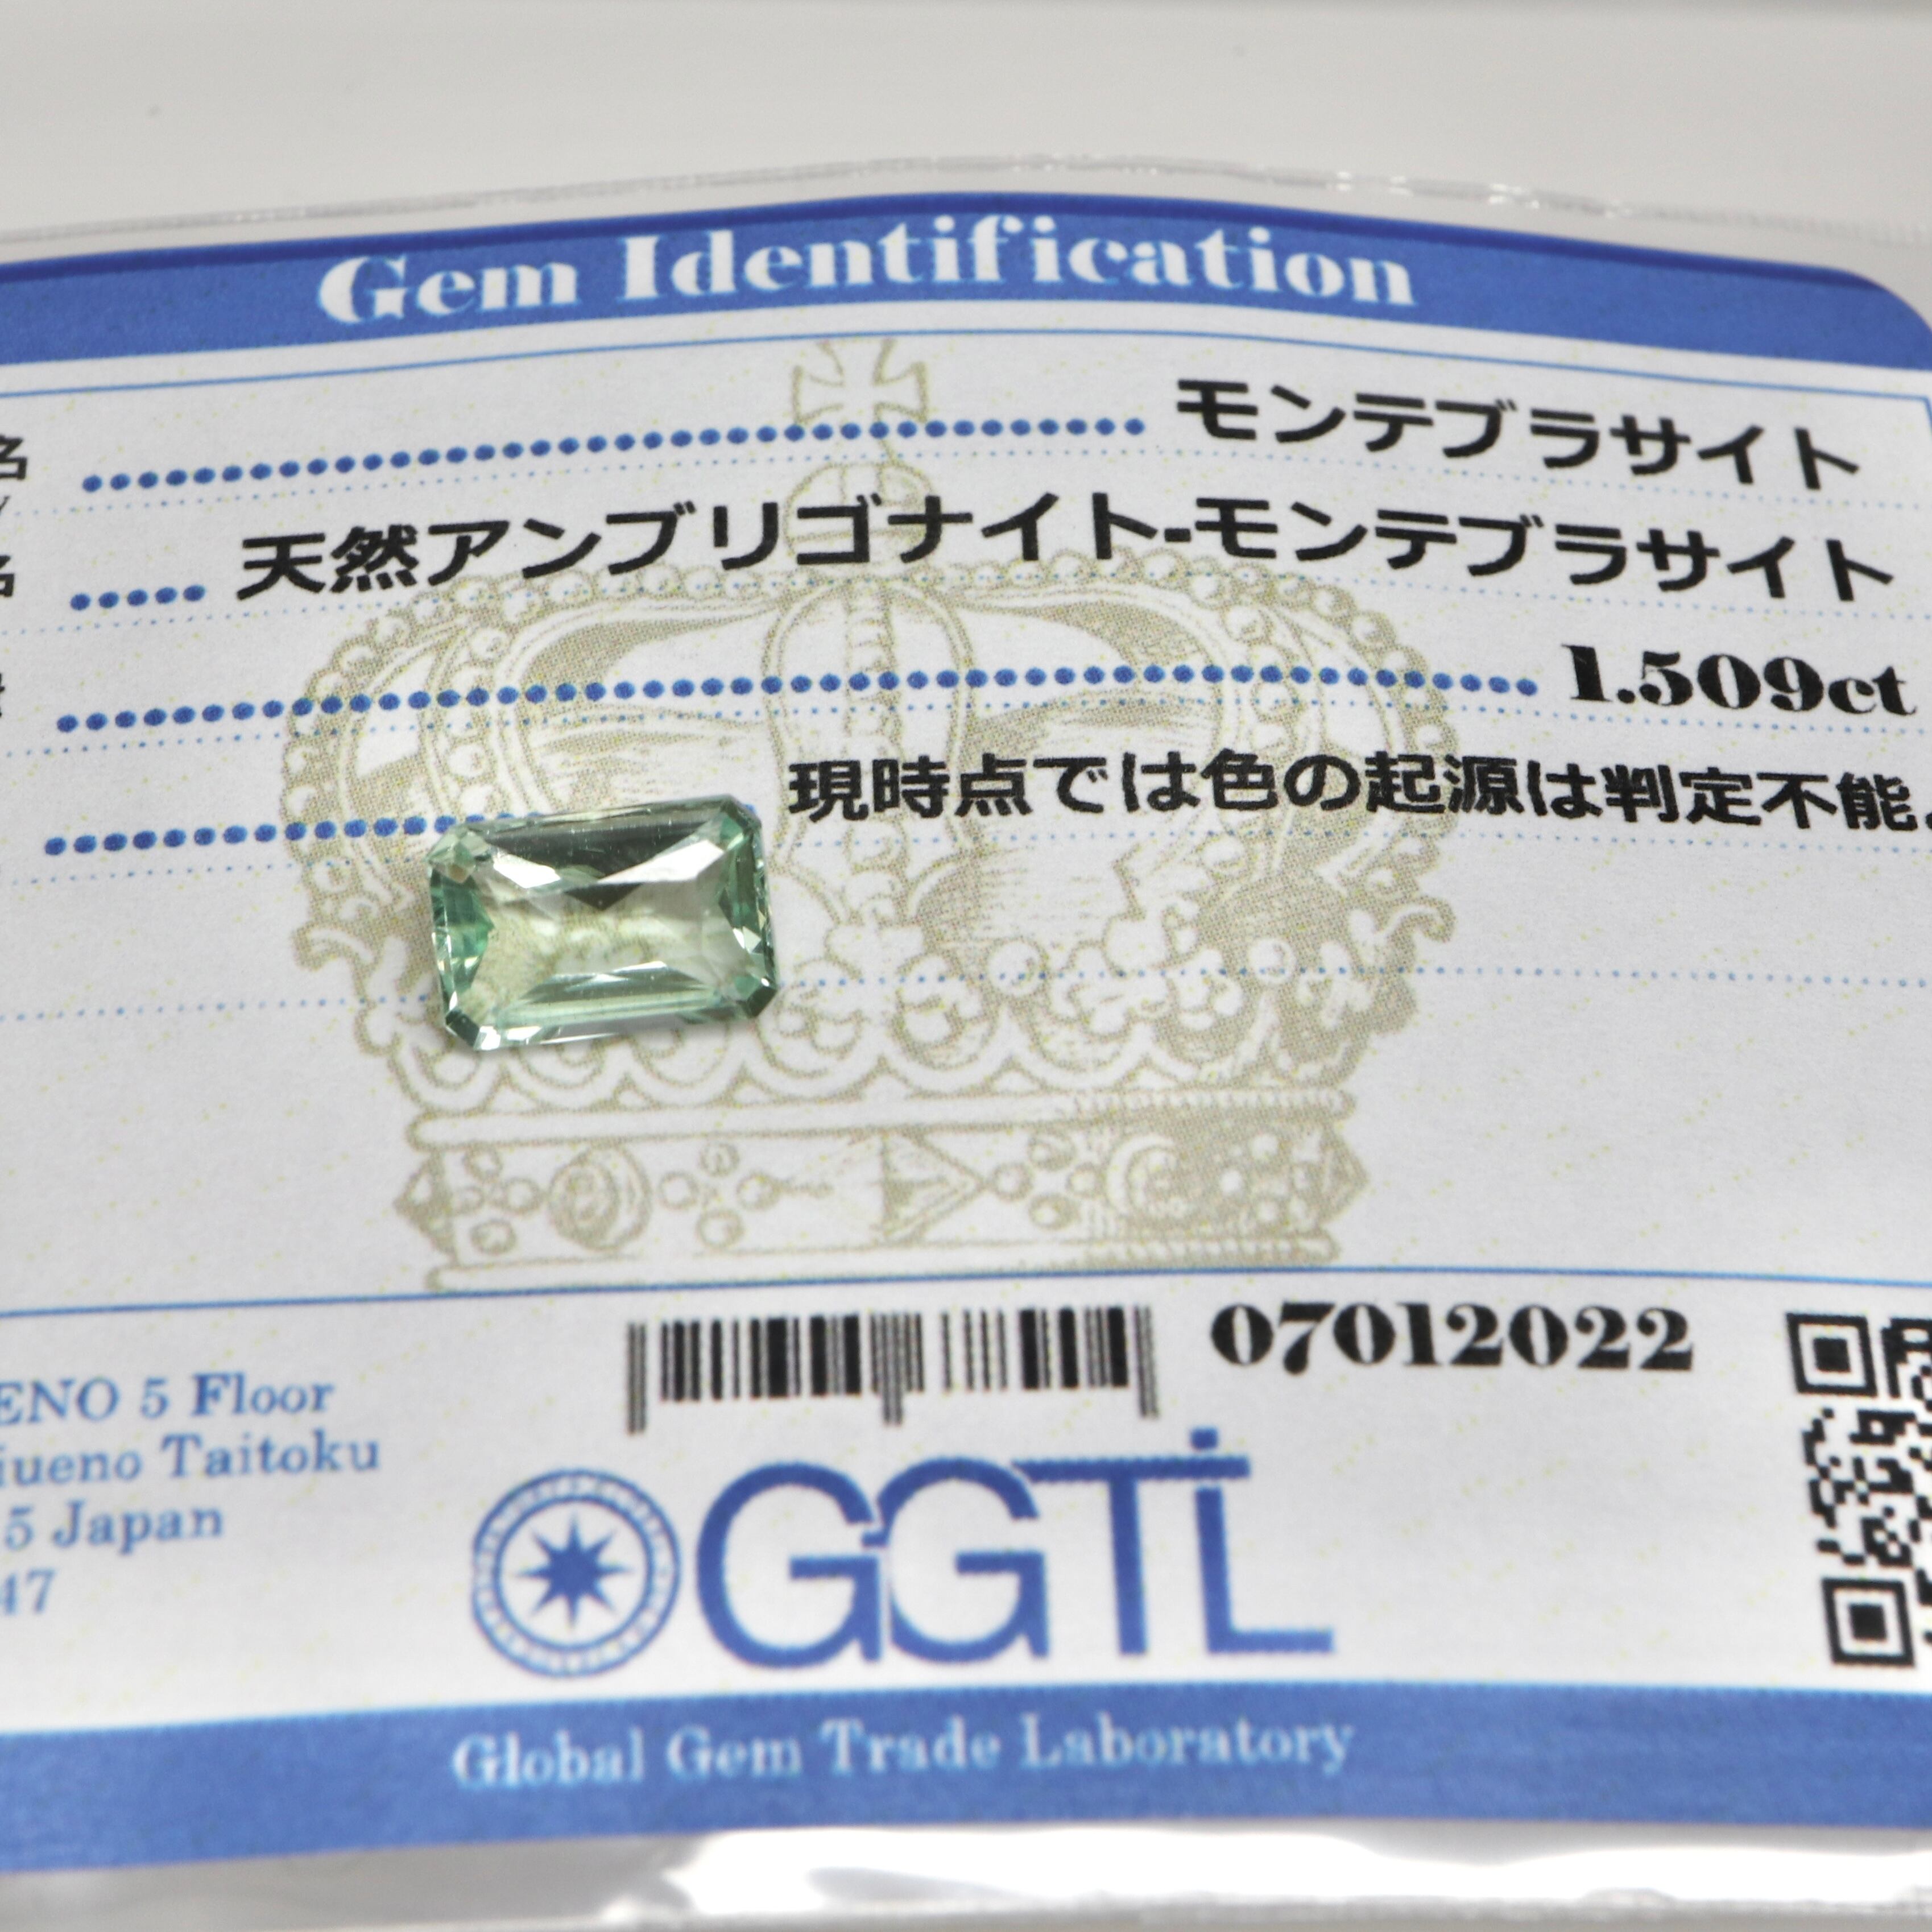 Gem Identification
名 モンテブラサイト
名 天然アンブリゴナイト-モンテブラサイト
1.509ct
現時点では色の起源は判定不能。
07012022
ENO 5 Floor
iueno Taitoku
5 Japan
47
GGTL
Global Gem Trade Laboratory